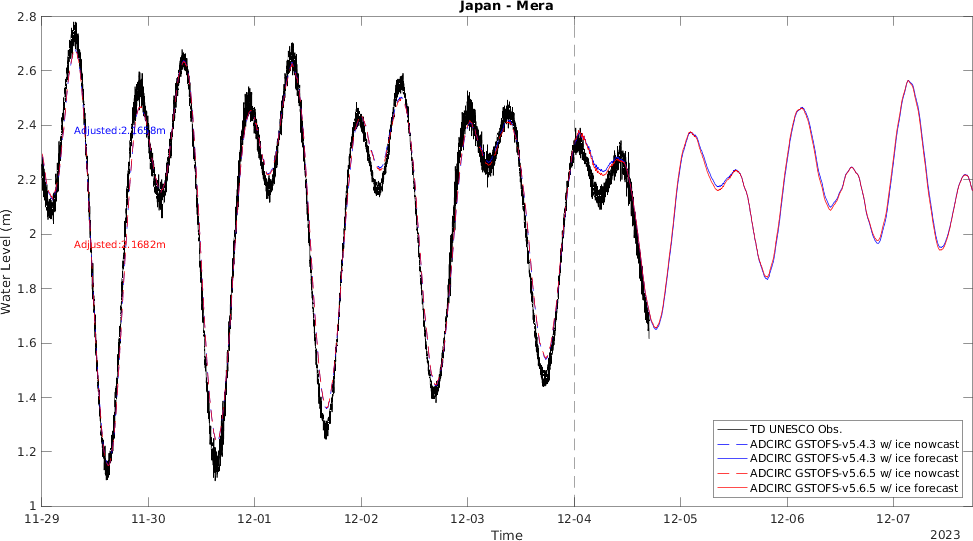 Japan - Mera
Water Level (m)
2.8
2.6
2.4
2.2
2
1.8
1.6
1.4
1.2
1
Adjusted:2.1658m
Adjusted:2.1682m
TD UNESCO Obs.
ADCIRC GSTOFS-v5.4.3 w/ ice nowcast
ADCIRC GSTOFS-v5.4.3 w/ ice forecast
ADCIRC GSTOFS-v5.6.5 w/ ice nowcast
ADCIRC GSTOFS-v5.6.5 w/ ice forecast
11-29 11-30 12-01 12-02 12-03 12-04 12-05 12-06 12-07
Time
2023